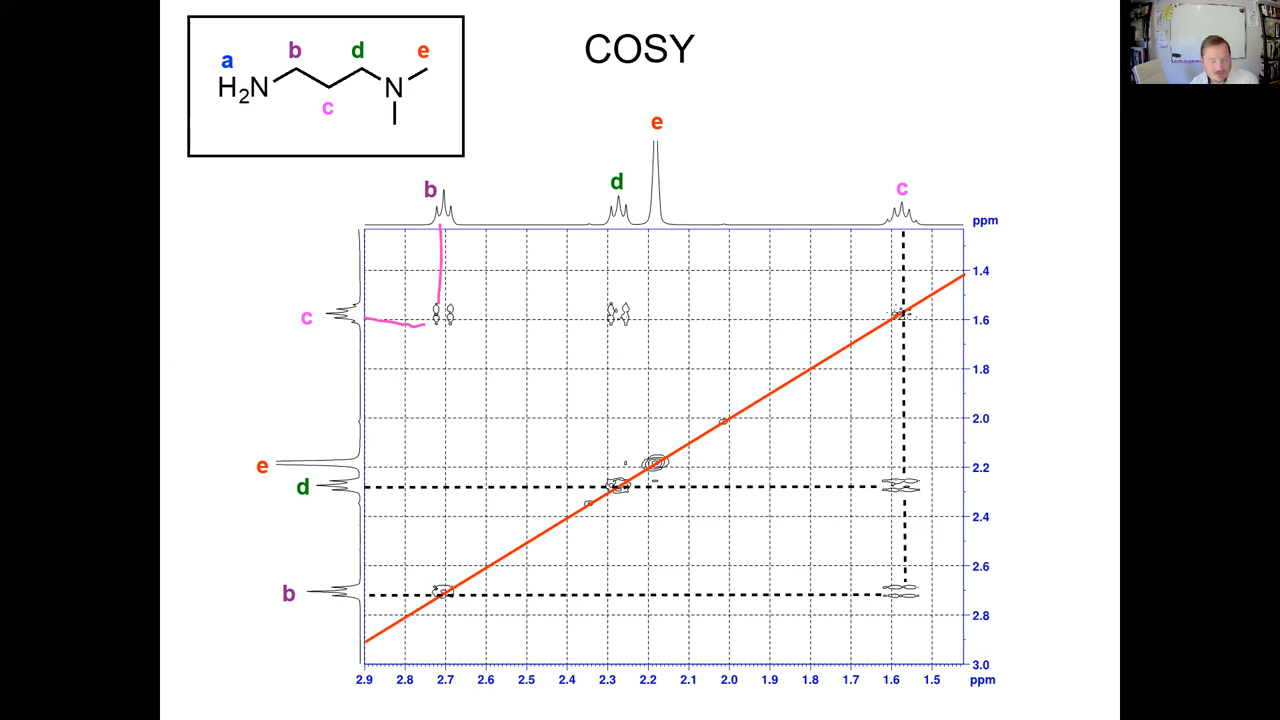 COSY
b
d
e
a
H2N
N
c
e
b
d
c
ppm
c
e
d
b
1.4
1.6
1.8
2.0
2.2
2.4
2.6
2.8
3.0
2.9 2.8 2.7 2.6 2.5 2.4 2.3 2.2 2.1 2.0 1.9 1.8 1.7 1.6 1.5 ppm